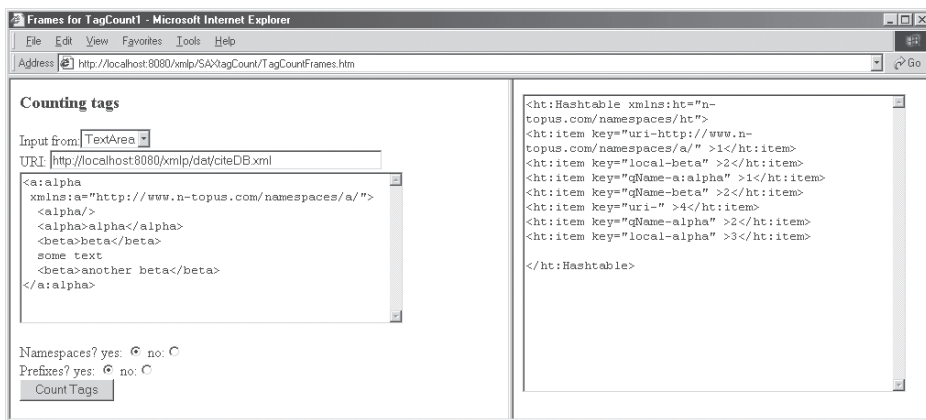 Frames for TagCount1 - Microsoft Internet Explorer
File Edit View Favorites Tools Help
Address http://localhost:8080/xmlp/SAXtagCount/TagCountFrames.htm Go
Counting tags
Input from: TextArea
URI: http://localhost:8080/xmlp/dat/citeDB.xml
<a:alpha
xmlns:a="http://www.n-topus.com/namespaces/a/">
<alpha/>
<alpha>alpha</alpha>
<beta>beta</beta>
some text
<beta>another beta</beta>
</a:alpha>
Namespaces? yes: no:
Prefixes? yes: no:
Count Tags
<ht:Hashtable xmlns:ht="n-
topus.com/namespaces/ht">
<ht:item key="uri-http://www.n-
topus.com/namespaces/a/" >1</ht:item>
<ht:item key="local-beta" >2</ht:item>
<ht:item key="qName-a:alpha" >1</ht:item>
<ht:item key="qName-beta" >2</ht:item>
<ht:item key="uri-" >4</ht:item>
<ht:item key="qName-alpha" >2</ht:item>
<ht:item key="local-alpha" >3</ht:item>
</ht:Hashtable>